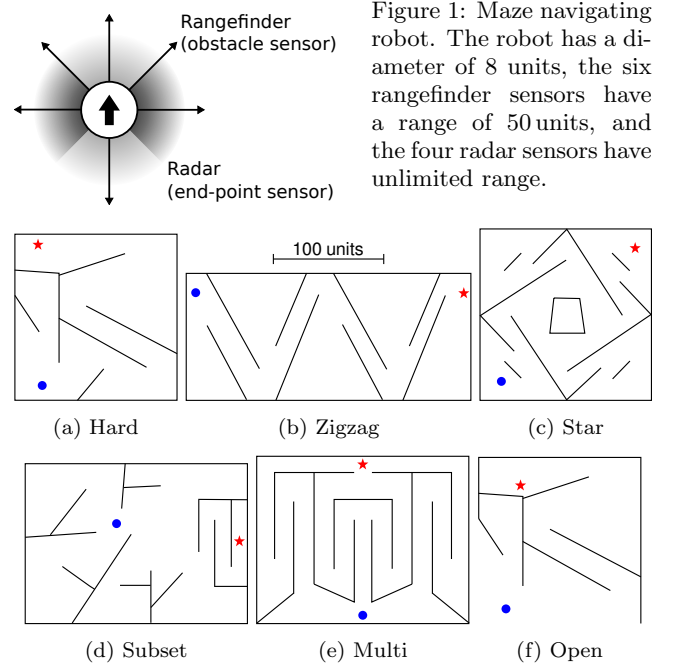 Rangefinder
(obstacle sensor)
Radar
(end-point sensor)
Figure 1: Maze navigating
robot. The robot has a di-
ameter of 8 units, the six
rangefinder sensors have
a range of 50 units, and
the four radar sensors have
unlimited range.
100 units
(a) Hard
(b) Zigzag
(c) Star
(d) Subset
(e) Multi
(f) Open